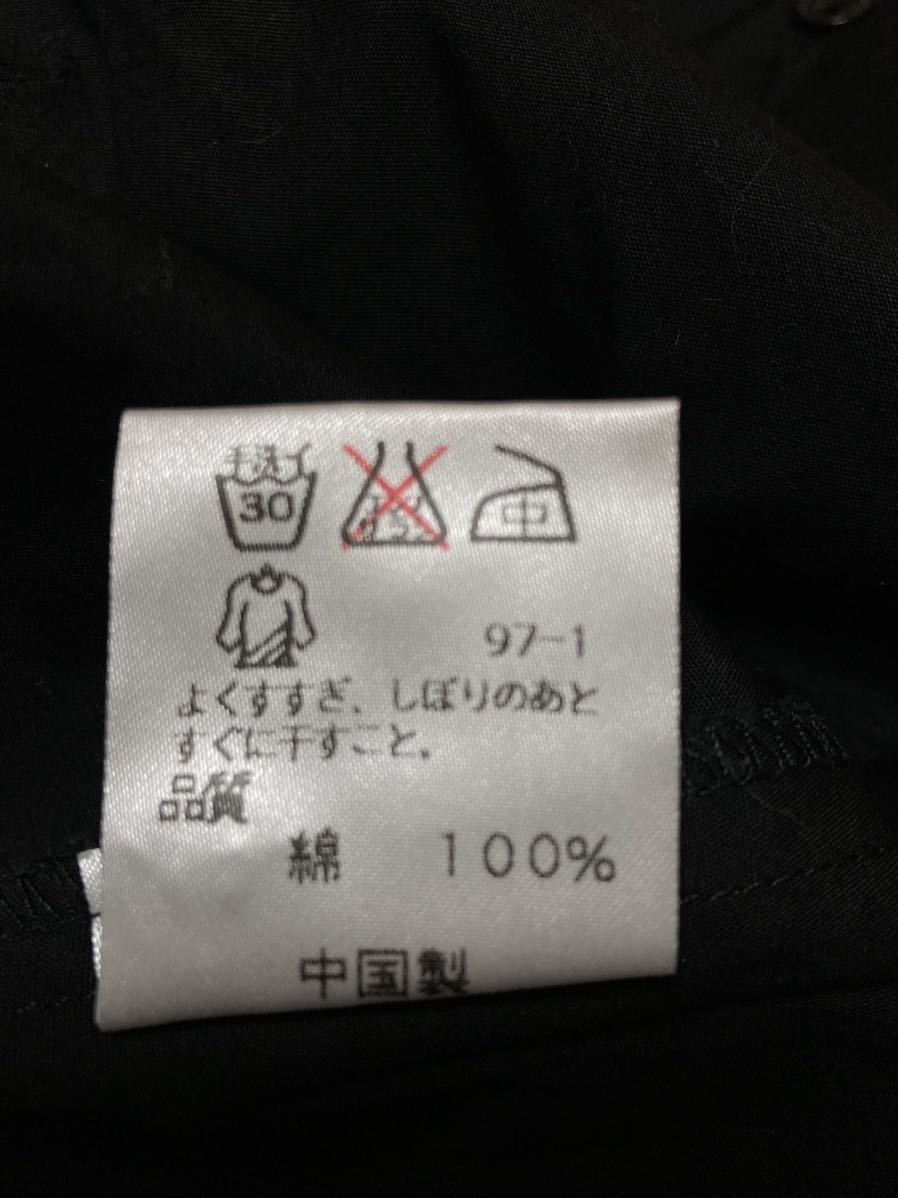 手洗イ
30
中
97-1
よくすすぎ、しぼりのあと
すぐに干すこと。
品質
綿 100%
中国製